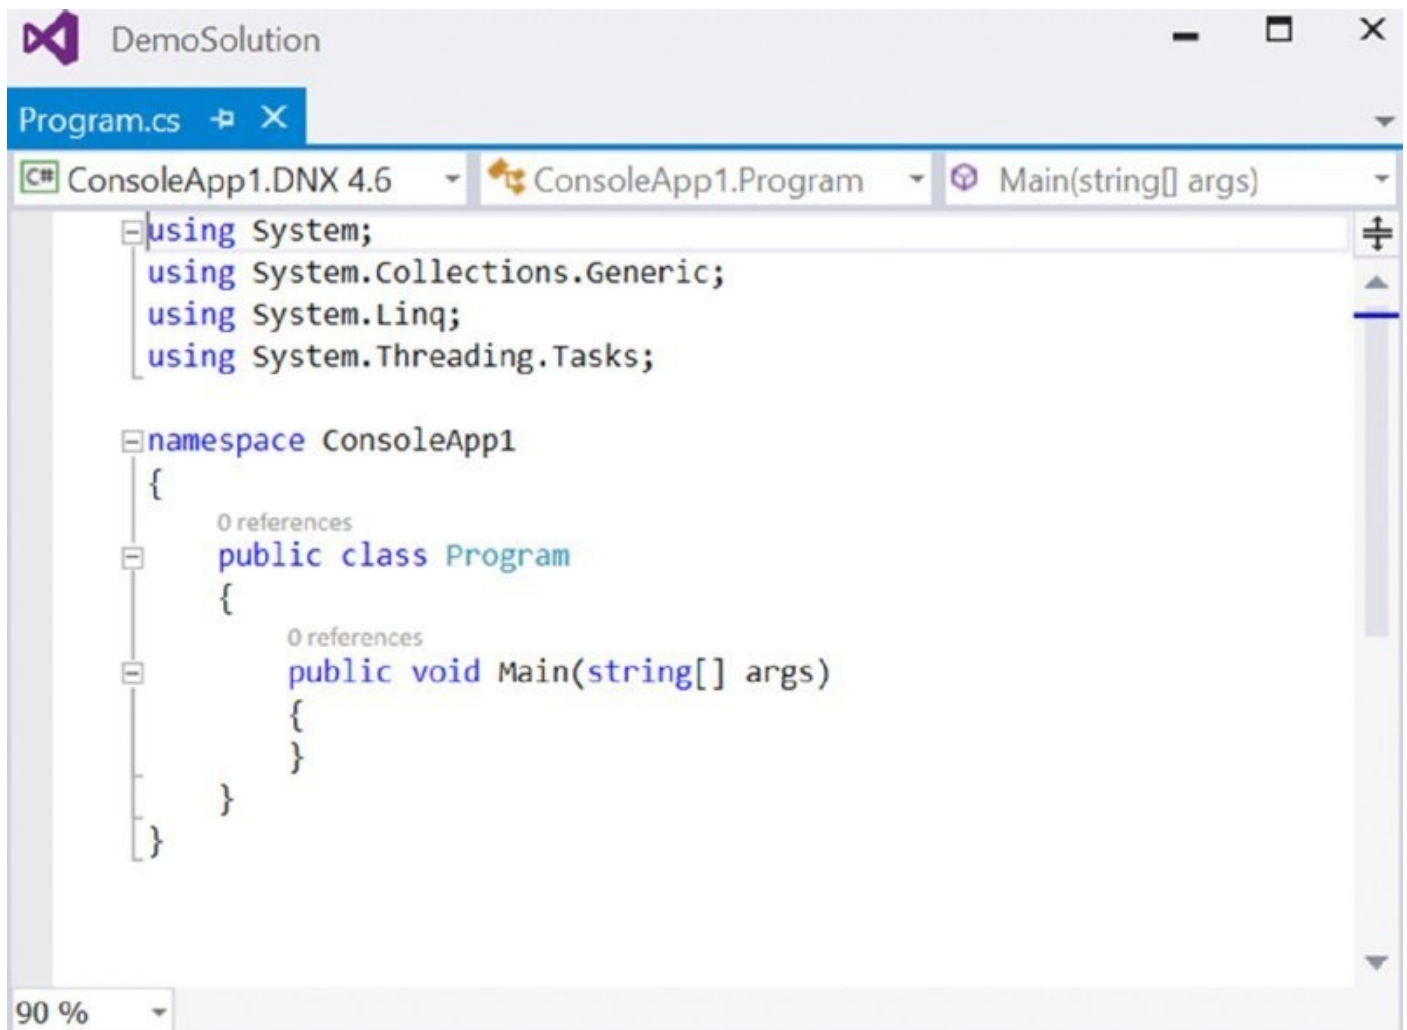 DemoSolution
Program.cs
C# ConsoleApp1.DNX 4.6 ConsoleApp1.Program Main(string[] args)
using System;
using System.Collections.Generic;
using System.Linq;
using System.Threading.Tasks;
namespace ConsoleApp1
{
0 references
public class Program
{
0 references
public void Main(string[] args)
{
}
}
}
90 %